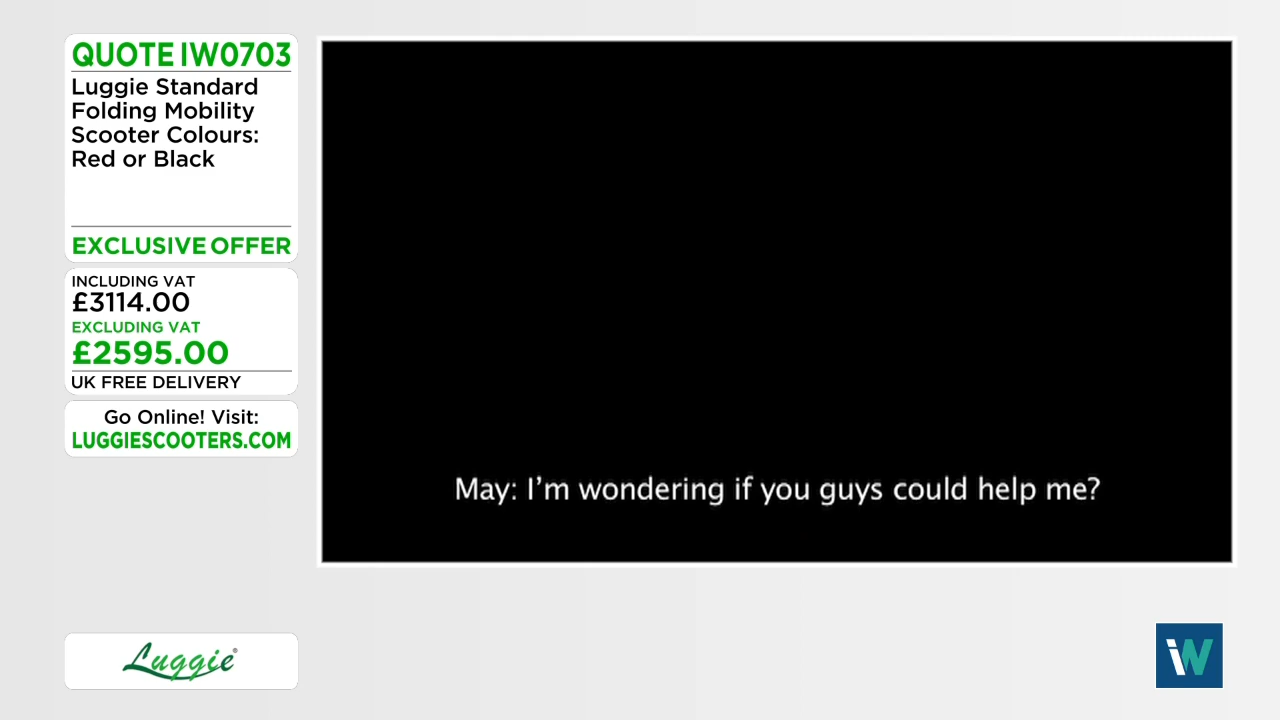 QUOTE IW0703
Luggie Standard
Folding Mobility
Scooter Colours:
Red or Black
EXCLUSIVE OFFER
INCLUDING VAT
£3114.00
EXCLUDING VAT
£2595.00
UK FREE DELIVERY
Go Online! Visit:
LUGGIESCOOTERS.COM
May: I’m wondering if you guys could help me?
Luggie®
iW